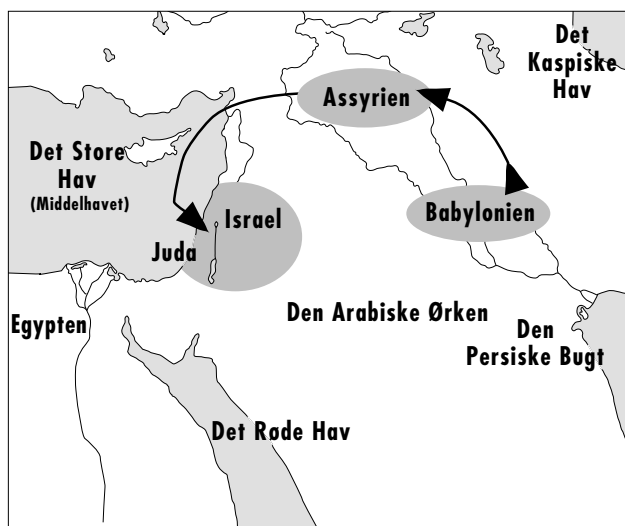 Det
Kaspiske
Hav
Assyrien
Det Store
Hav
(Middelhavet)
Babylonien
Israel
Juda
Den Arabiske Ørken
Egypten
Den
Persiske Bugt
Det Røde Hav